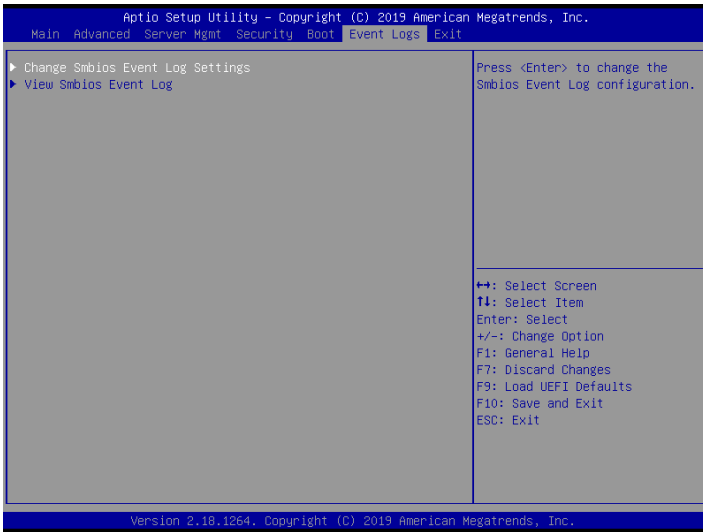 Aptio Setup Utility – Copyright (C) 2019 American Megatrends, Inc.
Main Advanced Server Mgmt Security Boot Event Logs Exit
Change Smbios Event Log Settings
View Smbios Event Log
Press <Enter> to change the
Smbios Event Log configuration.
↔: Select Screen
↑↓: Select Item
Enter: Select
+/-: Change Option
F1: General Help
F7: Discard Changes
F9: Load UEFI Defaults
F10: Save and Exit
ESC: Exit
Version 2.18.1264. Copyright (C) 2019 American Megatrends, Inc.